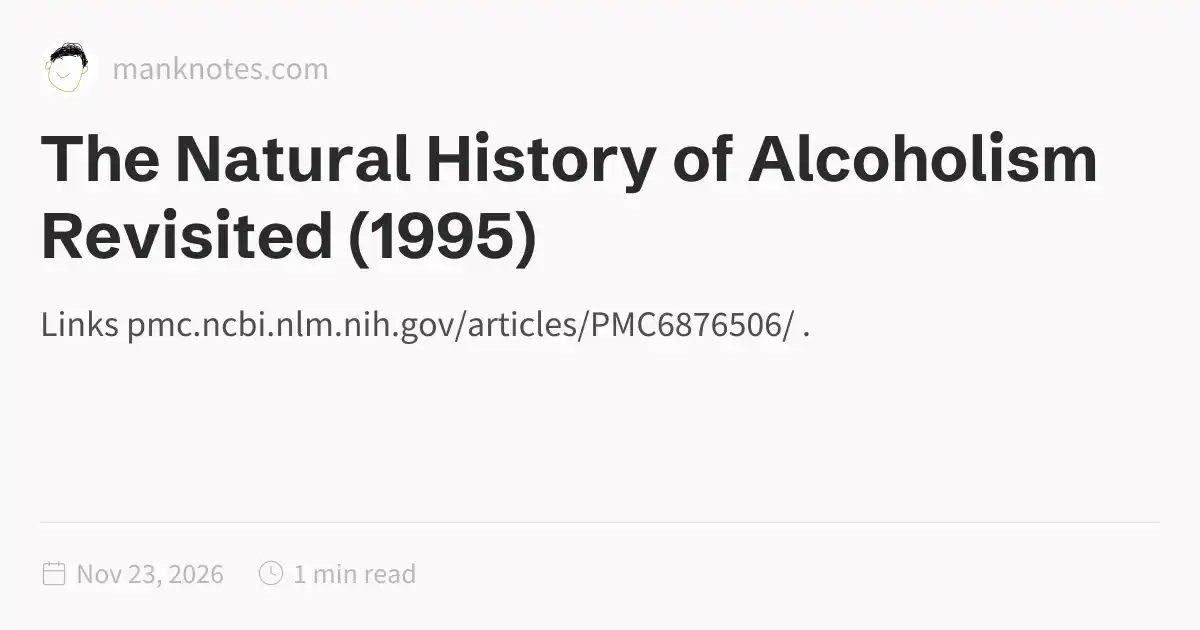 manknotes.com
The Natural History of Alcoholism
Revisited (1995)
Links pmc.ncbi.nlm.nih.gov/articles/PMC6876506/ .
Nov 23, 2026 1 min read